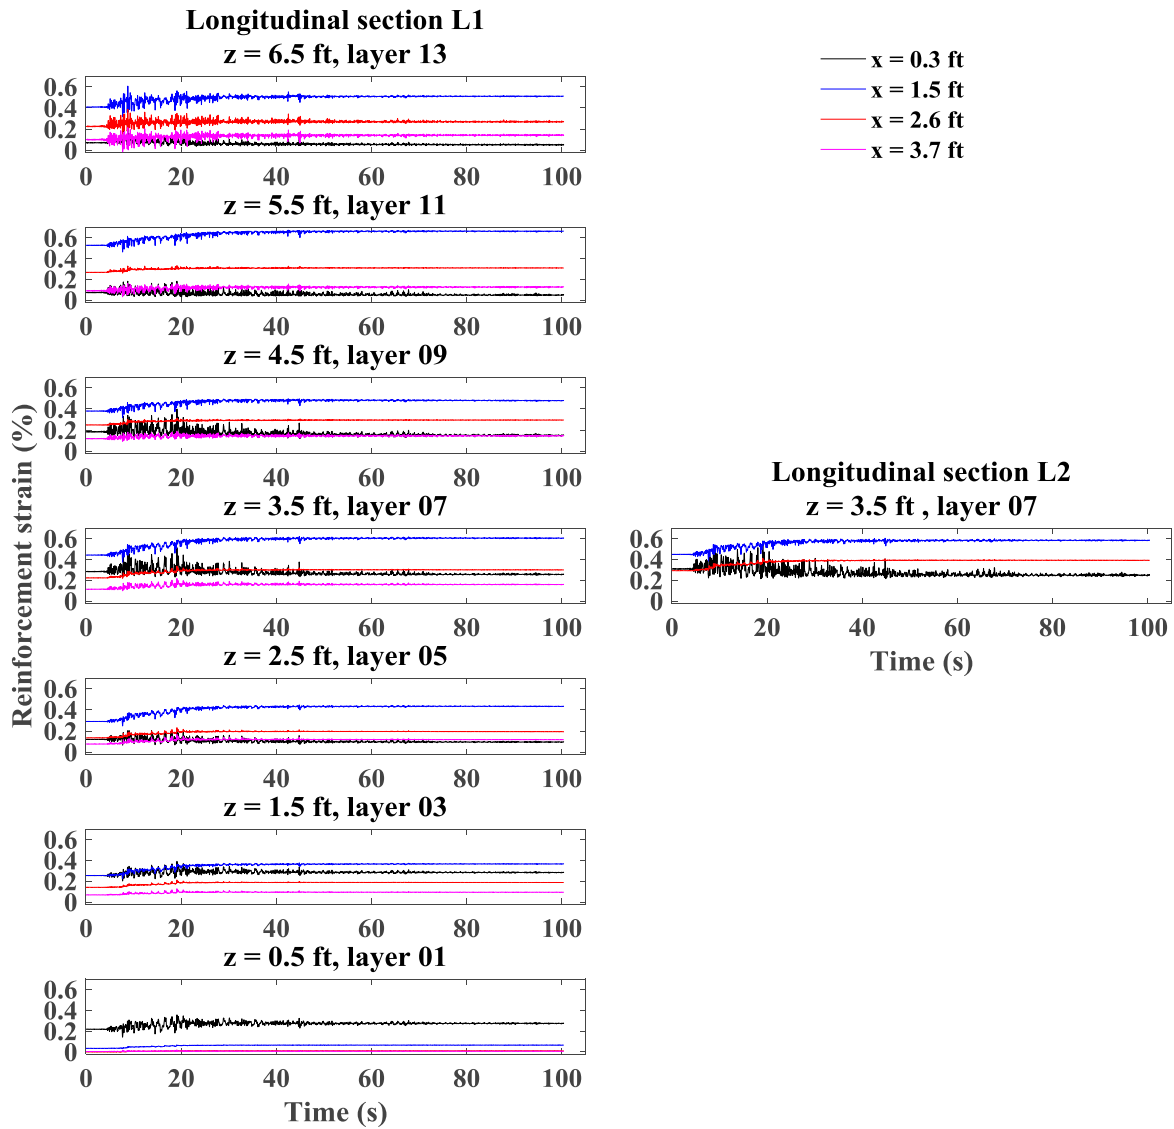 Longitudinal section L1
z = 6.5 ft, layer 13
0.6
0.4
0.2
0
0 20 40 60 80 100
x = 0.3 ft
x = 1.5 ft
x = 2.6 ft
x = 3.7 ft
z = 5.5 ft, layer 11
0.6
0.4
0.2
0
0 20 40 60 80 100
z = 4.5 ft, layer 09
0.6
0.4
0.2
0
0 20 40 60 80 100
Reinforcement strain (%)
z = 3.5 ft, layer 07
0.6
0.4
0.2
0
0 20 40 60 80 100
Longitudinal section L2
z = 3.5 ft , layer 07
0.6
0.4
0.2
0
0 20 40 60 80 100
Time (s)
z = 2.5 ft, layer 05
0.6
0.4
0.2
0
0 20 40 60 80 100
z = 1.5 ft, layer 03
0.6
0.4
0.2
0
0 20 40 60 80 100
z = 0.5 ft, layer 01
0.6
0.4
0.2
0
0 20 40 60 80 100
Time (s)